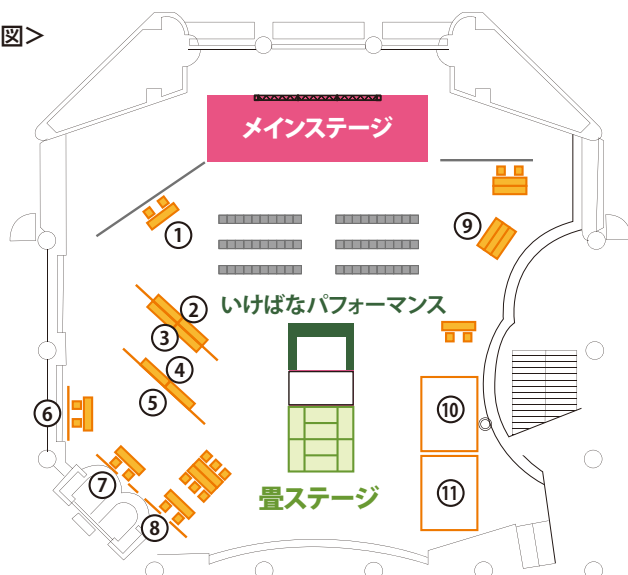 図>
メインステージ
①
⑨
いけばなパフォーマンス
②
③
④
⑤
⑥
⑩
⑦
⑪
⑧
畳ステージ